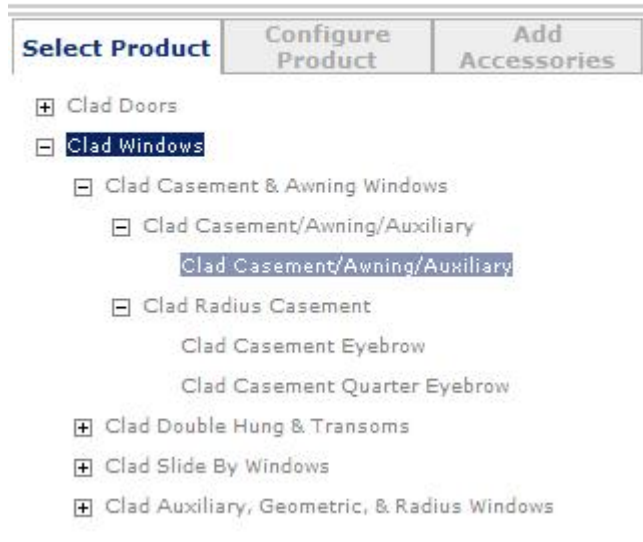 Select Product
Configure Product
Add Accessories
Clad Doors
Clad Windows
Clad Casement & Awning Windows
Clad Casement/Awning/Auxiliary
Clad Casement/Awning/Auxiliary
Clad Radius Casement
Clad Casement Eyebrow
Clad Casement Quarter Eyebrow
Clad Double Hung & Transoms
Clad Slide By Windows
Clad Auxiliary, Geometric, & Radius Windows